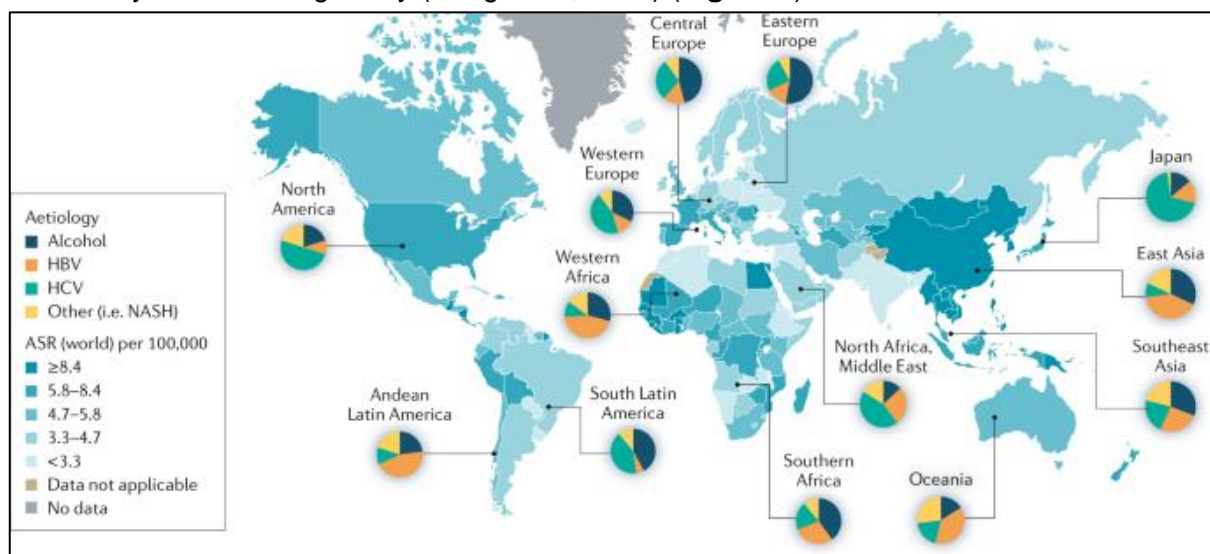 Central
Europe
Eastern
Europe
Western
Europe
Japan
North
America
East Asia
Western
Africa
Southeast
Asia
North Africa,
Middle East
Andean
Latin America
South Latin
America
Southern
Africa
Oceania
Aetiology
Alcohol
HBV
HCV
Other (i.e. NASH)
ASR (world) per 100,000
≥8.4
5.8–8.4
4.7–5.8
3.3–4.7
<3.3
Data not applicable
No data